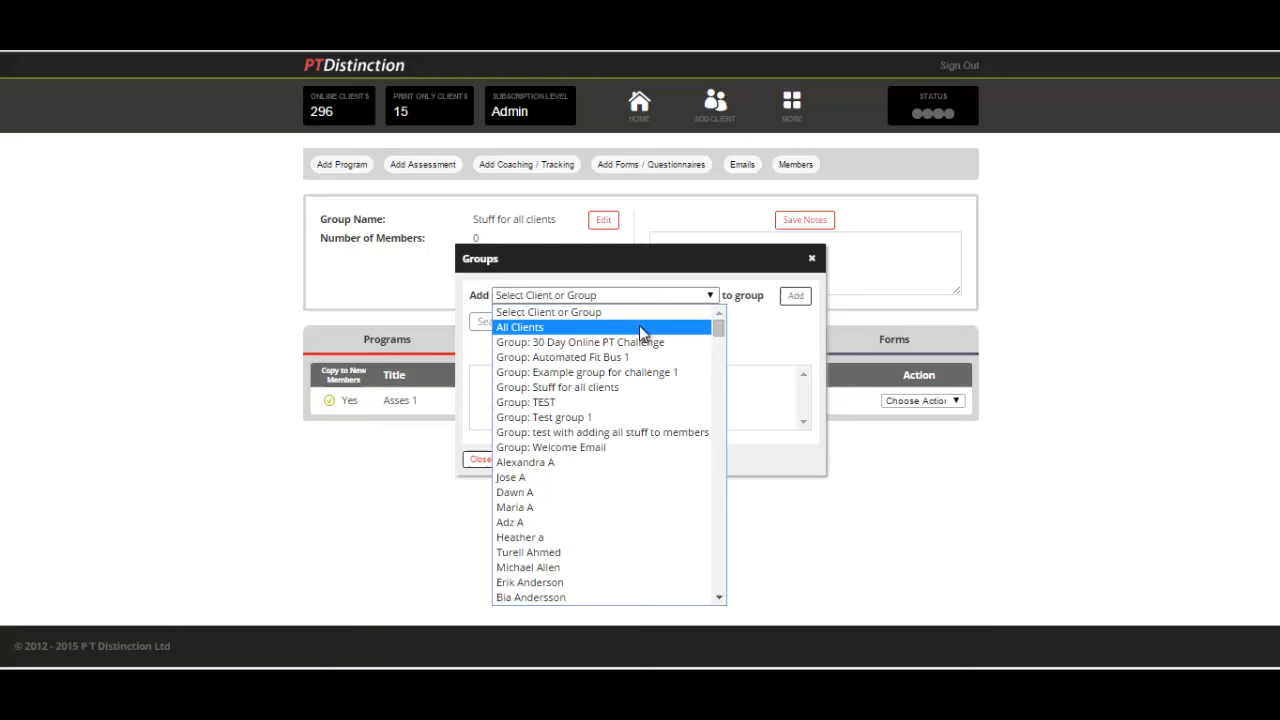 PTDistinction
Sign Out
ONLINE CLIENTS
296
PRINT ONLY CLIENTS
15
SUBSCRIPTION LEVEL
Admin
HOME
ADD CLIENT
MORE
STATUS
Add Program
Add Assessment
Add Coaching / Tracking
Add Forms / Questionnaires
Emails
Members
Group Name:
Stuff for all clients
Edit
Save Notes
Number of Members:
0
Groups
Add
Select Client or Group
to group
Add
Select Client or Group
All Clients
Group: 30 Day Online PT Challenge
Group: Automated Fit Bus 1
Group: Example group for challenge 1
Group: Stuff for all clients
Group: TEST
Group: Test group 1
Group: test with adding all stuff to members
Group: Welcome Email
Alexandra A
Jose A
Dawn A
Maria A
Adz A
Heather a
Turell Ahmed
Michael Allen
Erik Anderson
Bia Andersson
Close
Programs
Forms
Copy to New Members
Title
Action
Yes
Asses 1
Choose Action
© 2012 - 2015 P T Distinction Ltd